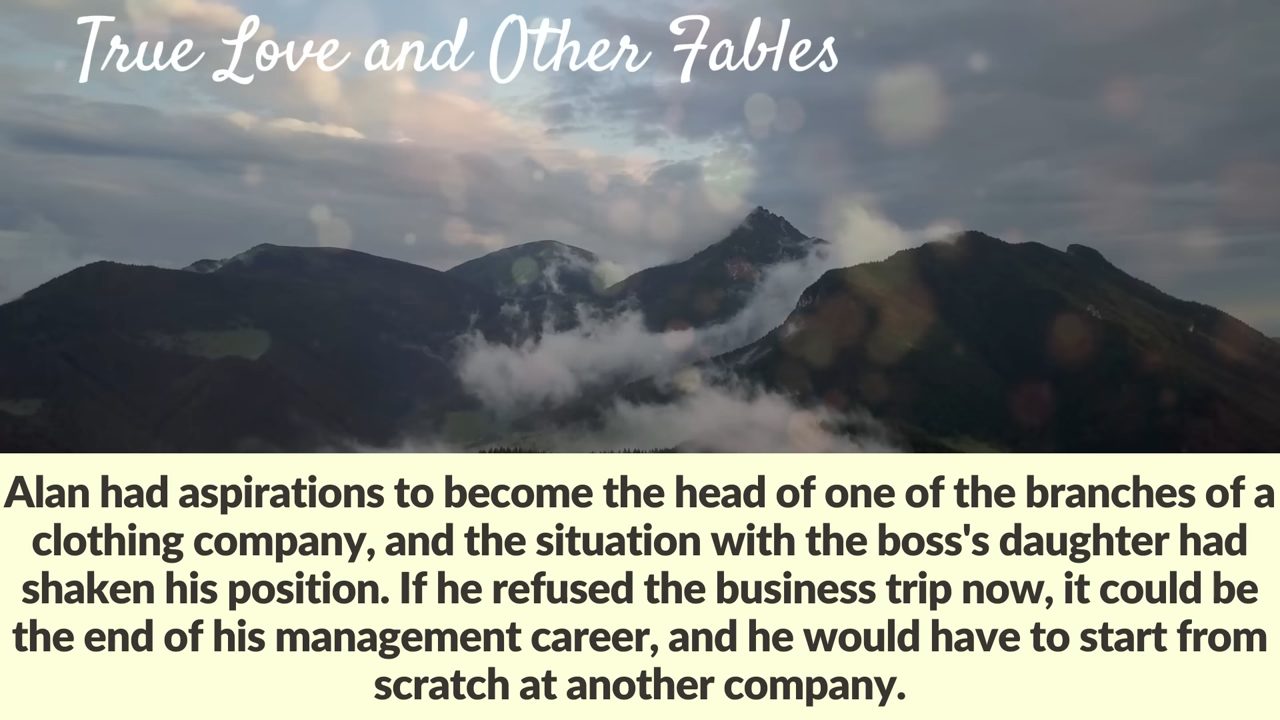 True Love and Other Fables
Alan had aspirations to become the head of one of the branches of a
clothing company, and the situation with the boss's daughter had
shaken his position. If he refused the business trip now, it could be
the end of his management career, and he would have to start from
scratch at another company.